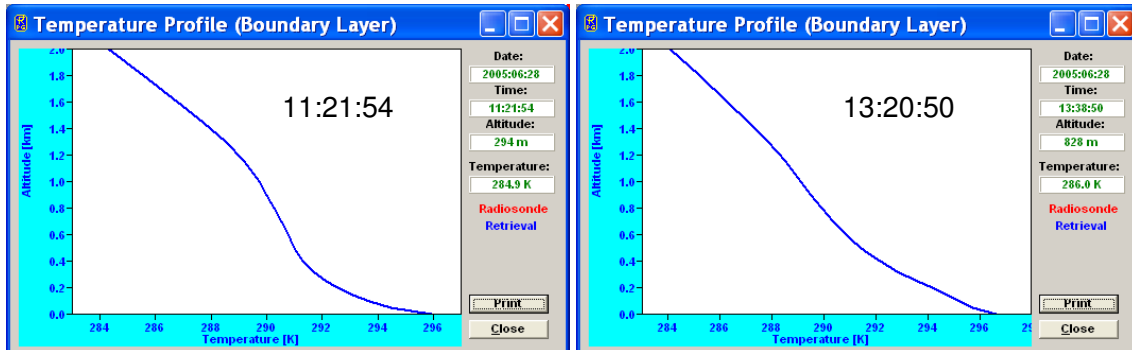 Temperature Profile (Boundary Layer)
2.0
1.8
1.6
1.4
1.2
1.0
0.8
0.6
0.4
0.2
0.0
Altitude [km]
284
286
288
290
292
294
296
Temperature [K]
11:21:54
Date:
2005:06:28
Time:
11:21:54
Altitude:
294 m
Temperature:
284.9 K
Radiosonde
Retrieval
Print
Close
Temperature Profile (Boundary Layer)
2.0
1.8
1.6
1.4
1.2
1.0
0.8
0.6
0.4
0.2
0.0
Altitude [km]
284
286
288
290
292
294
296
29
Temperature [K]
13:20:50
Date:
2005:06:28
Time:
13:38:50
Altitude:
828 m
Temperature:
286.0 K
Radiosonde
Retrieval
Print
Close